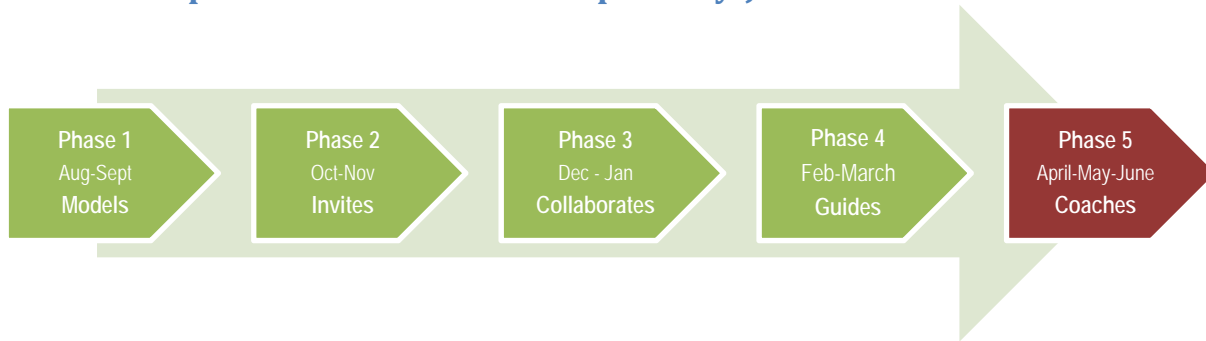 Phase 1
Aug-Sept
Models
Phase 2
Oct-Nov
Invites
Phase 3
Dec - Jan
Collaborates
Phase 4
Feb-March
Guides
Phase 5
April-May-June
Coaches